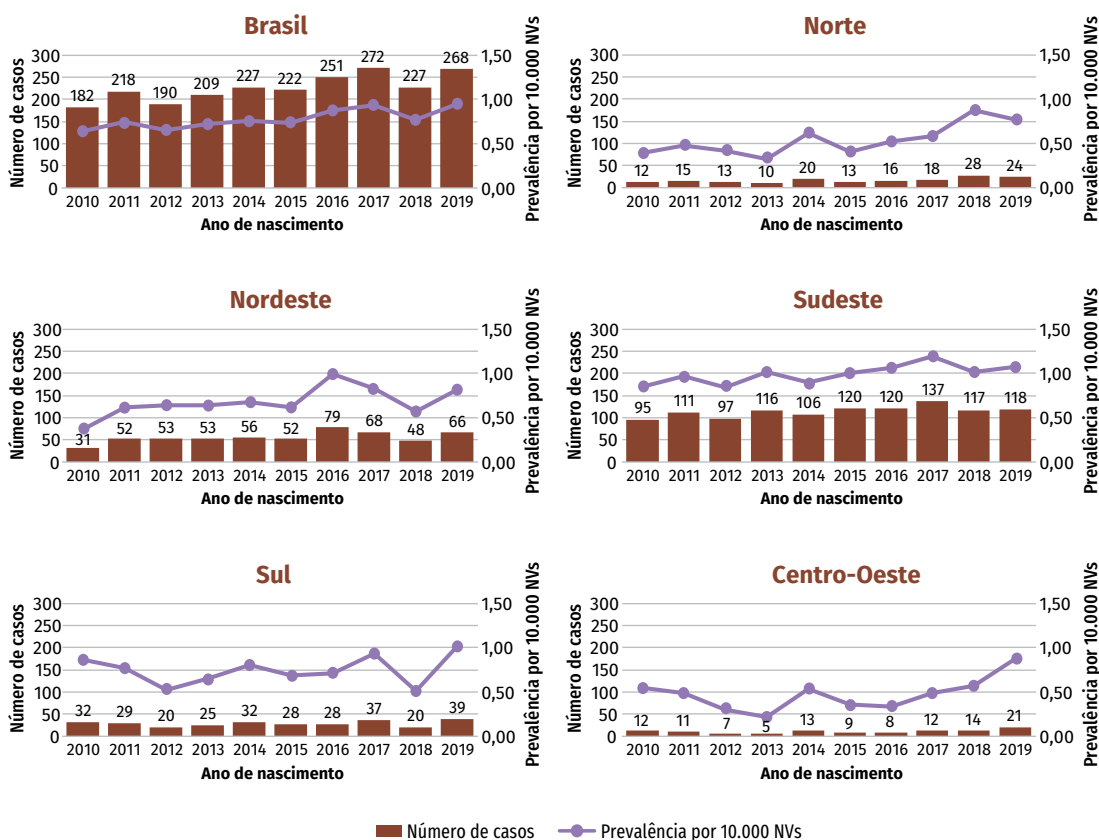 Brasil
Número de casos
300
250
200
150
100
50
0
182 218 190 209 227 222 251 272 227 268
1,50
1,00
0,50
0,00
Prevalência por 10.000 NVs
2010 2011 2012 2013 2014 2015 2016 2017 2018 2019
Ano de nascimento
Norte
Número de casos
300
250
200
150
100
50
0
12 15 13 10 20 13 16 18 28 24
1,50
1,00
0,50
0,00
Prevalência por 10.000 NVs
2010 2011 2012 2013 2014 2015 2016 2017 2018 2019
Ano de nascimento
Nordeste
Número de casos
300
250
200
150
100
50
0
31 52 53 53 56 52 79 68 48 66
1,50
1,00
0,50
0,00
Prevalência por 10.000 NVs
2010 2011 2012 2013 2014 2015 2016 2017 2018 2019
Ano de nascimento
Sudeste
Número de casos
300
250
200
150
100
50
0
95 111 97 116 106 120 120 137 117 118
1,50
1,00
0,50
0,00
Prevalência por 10.000 NVs
2010 2011 2012 2013 2014 2015 2016 2017 2018 2019
Ano de nascimento
Sul
Número de casos
300
250
200
150
100
50
0
32 29 20 25 32 28 28 37 20 39
1,50
1,00
0,50
0,00
Prevalência por 10.000 NVs
2010 2011 2012 2013 2014 2015 2016 2017 2018 2019
Ano de nascimento
Centro-Oeste
Número de casos
300
250
200
150
100
50
0
12 11 7 5 13 9 8 12 14 21
1,50
1,00
0,50
0,00
Prevalência por 10.000 NVs
2010 2011 2012 2013 2014 2015 2016 2017 2018 2019
Ano de nascimento
Número de casos Prevalência por 10.000 NVs